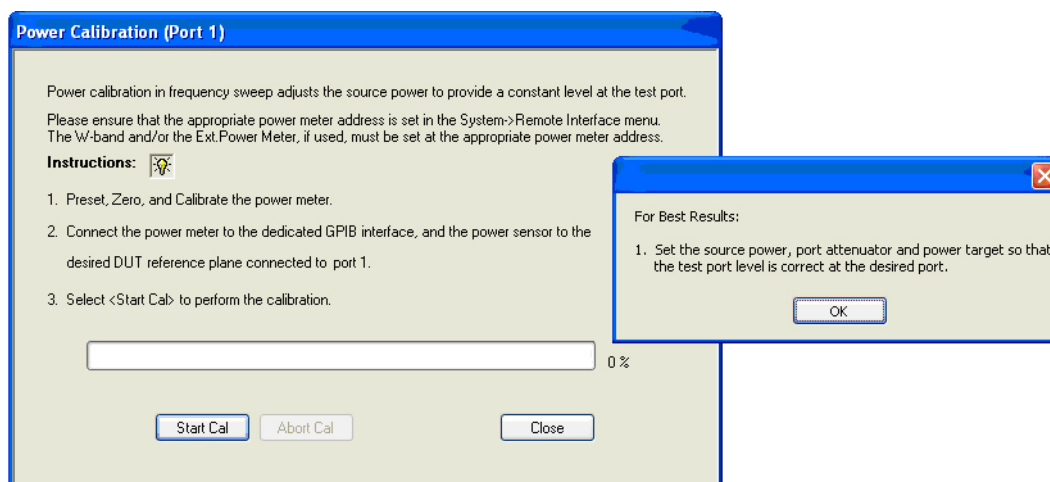 Power Calibration (Port 1)
Power calibration in frequency sweep adjusts the source power to provide a constant level at the test port.
Please ensure that the appropriate power meter address is set in the System->Remote Interface menu.
The W-band and/or the Ext.Power Meter, if used, must be set at the appropriate power meter address.
Instructions:
1. Preset, Zero, and Calibrate the power meter.
2. Connect the power meter to the dedicated GPIB interface, and the power sensor to the
desired DUT reference plane connected to port 1.
3. Select <Start Cal> to perform the calibration.
0 %
Start Cal
Abort Cal
Close
For Best Results:
1. Set the source power, port attenuator and power target so that
the test port level is correct at the desired port.
OK